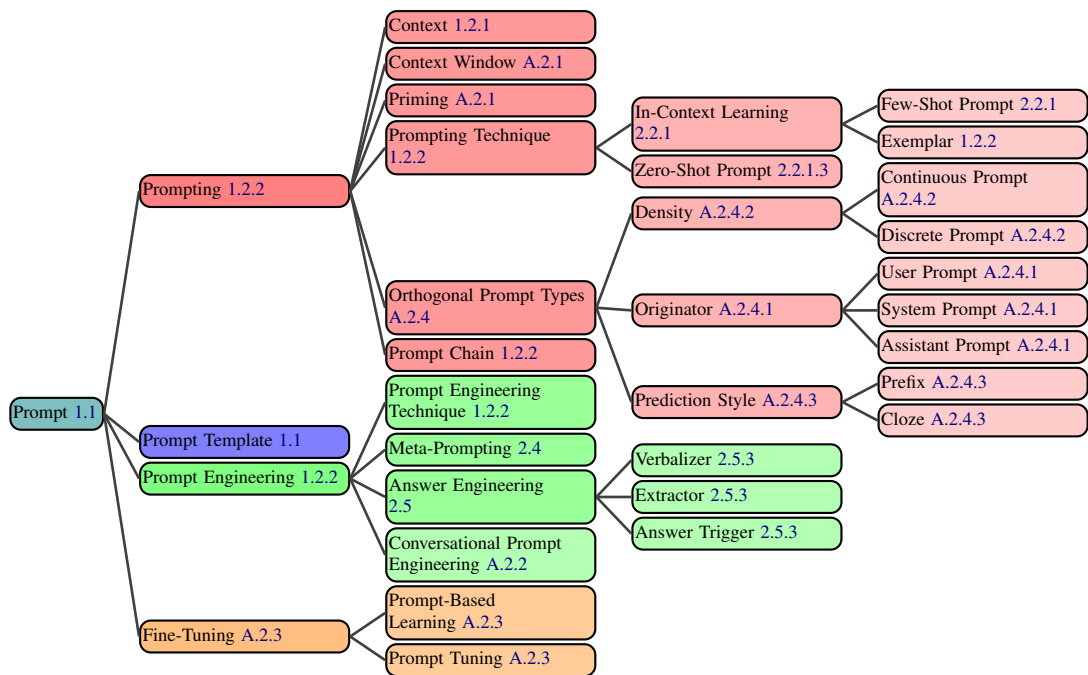 Context 1.2.1
Context Window A.2.1
Priming A.2.1
Prompting Technique
1.2.2
In-Context Learning
2.2.1
Few-Shot Prompt 2.2.1
Exemplar 1.2.2
Zero-Shot Prompt 2.2.1.3
Prompting 1.2.2
Continuous Prompt
A.2.4.2
Density A.2.4.2
Discrete Prompt A.2.4.2
User Prompt A.2.4.1
Orthogonal Prompt Types
A.2.4
Originator A.2.4.1
System Prompt A.2.4.1
Assistant Prompt A.2.4.1
Prompt Chain 1.2.2
Prefix A.2.4.3
Prediction Style A.2.4.3
Cloze A.2.4.3
Prompt 1.1
Prompt Engineering
Technique 1.2.2
Prompt Template 1.1
Meta-Prompting 2.4
Prompt Engineering 1.2.2
Verbalizer 2.5.3
Answer Engineering
2.5
Extractor 2.5.3
Answer Trigger 2.5.3
Conversational Prompt
Engineering A.2.2
Prompt-Based
Learning A.2.3
Fine-Tuning A.2.3
Prompt Tuning A.2.3